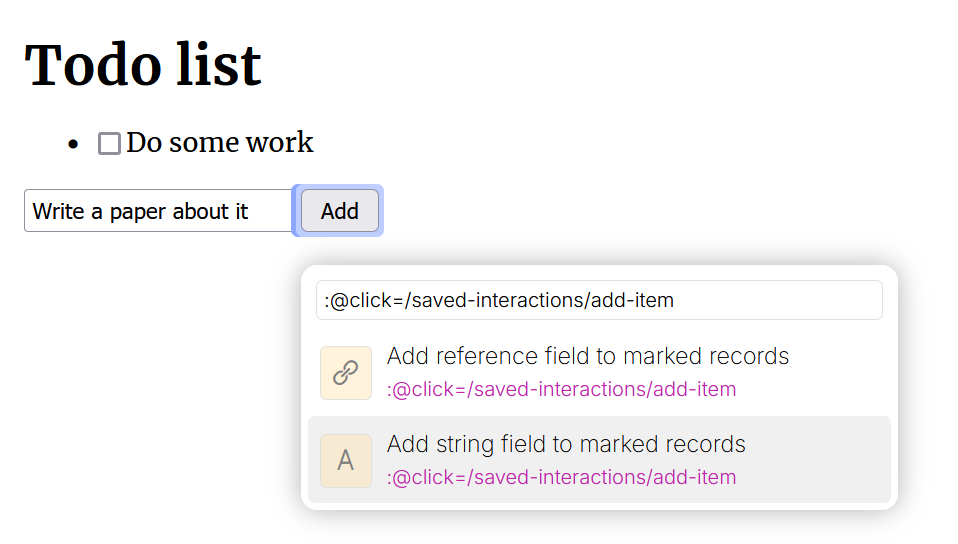 Todo list
Do some work
Write a paper about it Add
:@click=/saved-interactions/add-item
Add reference field to marked records
:@click=/saved-interactions/add-item
A Add string field to marked records
:@click=/saved-interactions/add-item